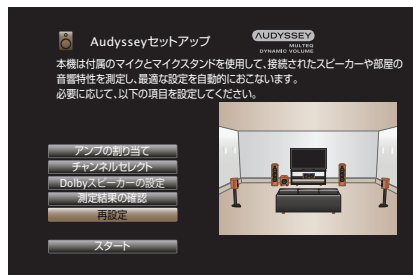 Audysseyセットアップ
AUDYSSEY
MULTEQ
DYNAMIC VOLUME
本機は付属のマイクとマイクスタンドを使用して、接続されたスピーカーや部屋の
音響特性を測定し、最適な設定を自動的におこないます。
必要に応じて、以下の項目を設定してください。
アンプの割り当て
チャンネルセレクト
Dolbyスピーカーの設定
測定結果の確認
再設定
スタート